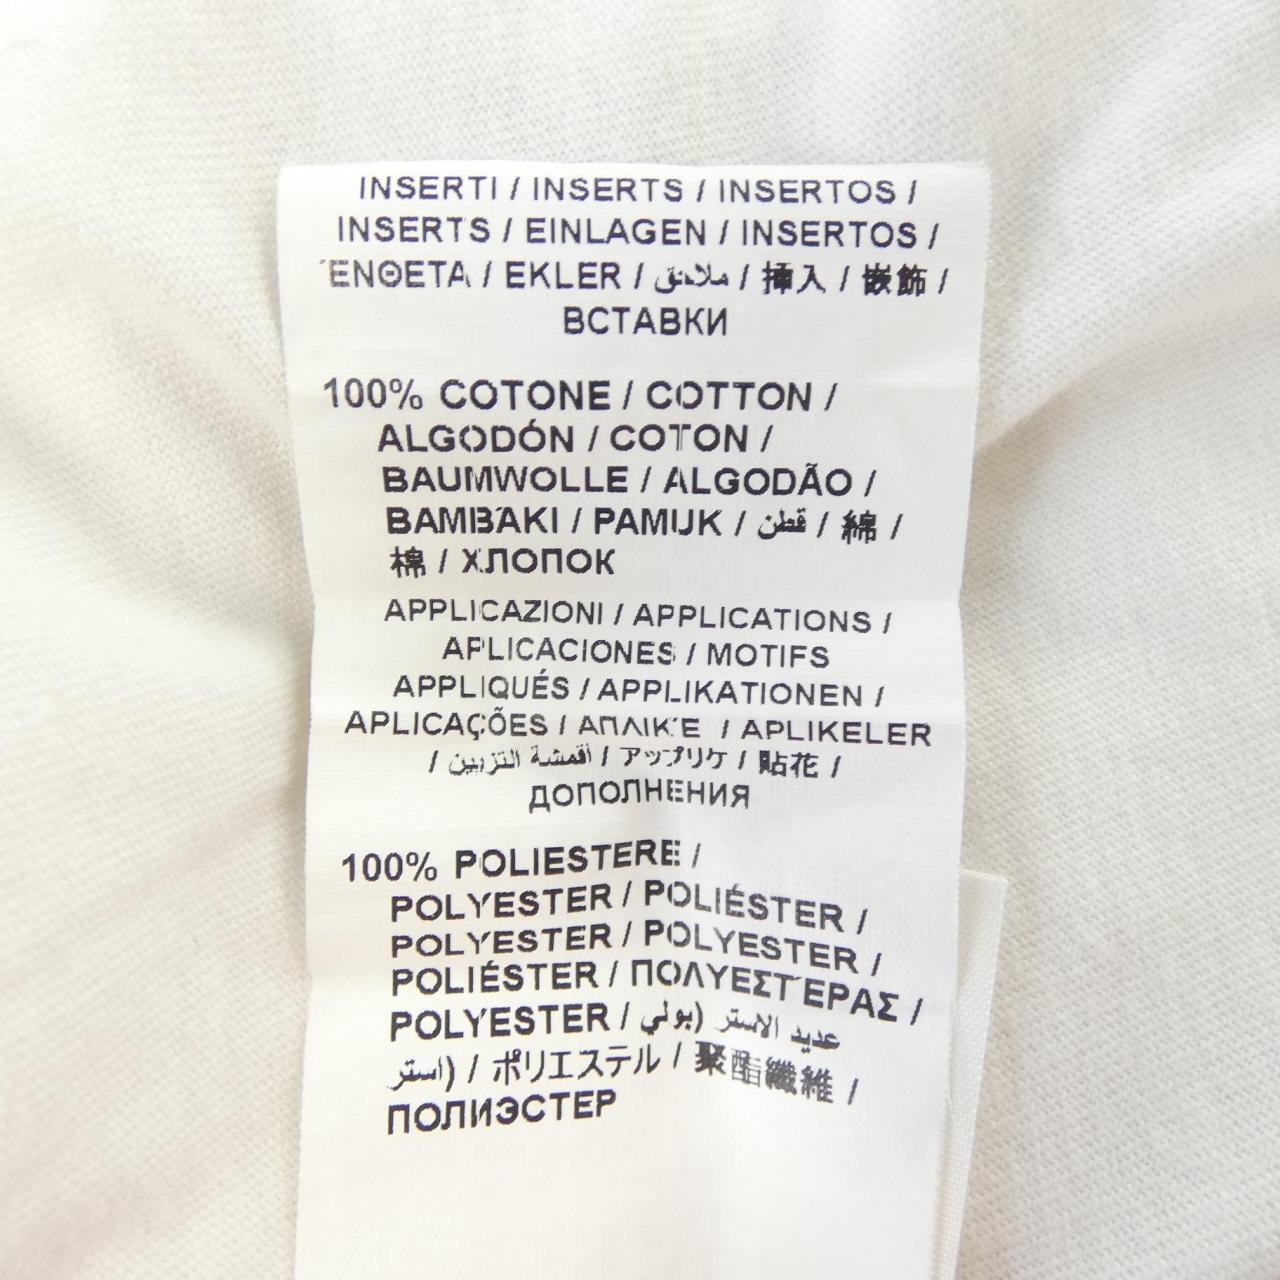 INSERTI / INSERTS / INSERTOS /
INSERTS / EINLAGEN / INSERTOS /
ΈΝΘΕΤΑ / EKLER / ملاحق / 挿入 / 嵌飾 /
ВСТАВКИ
100% COTONE / COTTON /
ALGODÓN / COTON /
BAUMWOLLE / ALGODÃO /
ΒΑΜΒΆΚΙ / PAMUK / قطن / 綿 /
棉 / ХЛОПОК
APPLICAZIONI / APPLICATIONS /
APLICACIONES / MOTIFS
APPLIQUÉS / APPLIKATIONEN /
APLICAÇÕES / ΑΠΛΙΚΈ / APLIKELER
/ أقمشة التزيين / アップリケ / 貼花 /
ДОПОЛНЕНИЯ
100% POLIESTERE /
POLYESTER / POLIÉSTER /
POLYESTER / POLYESTER /
POLIÉSTER / ΠΟΛΥΕΣΤΈΡΑΣ /
POLYESTER / عديد الاستر (بولي
استر) / ポリエステル / 聚酯纖維 /
ПОЛИЭСТЕР